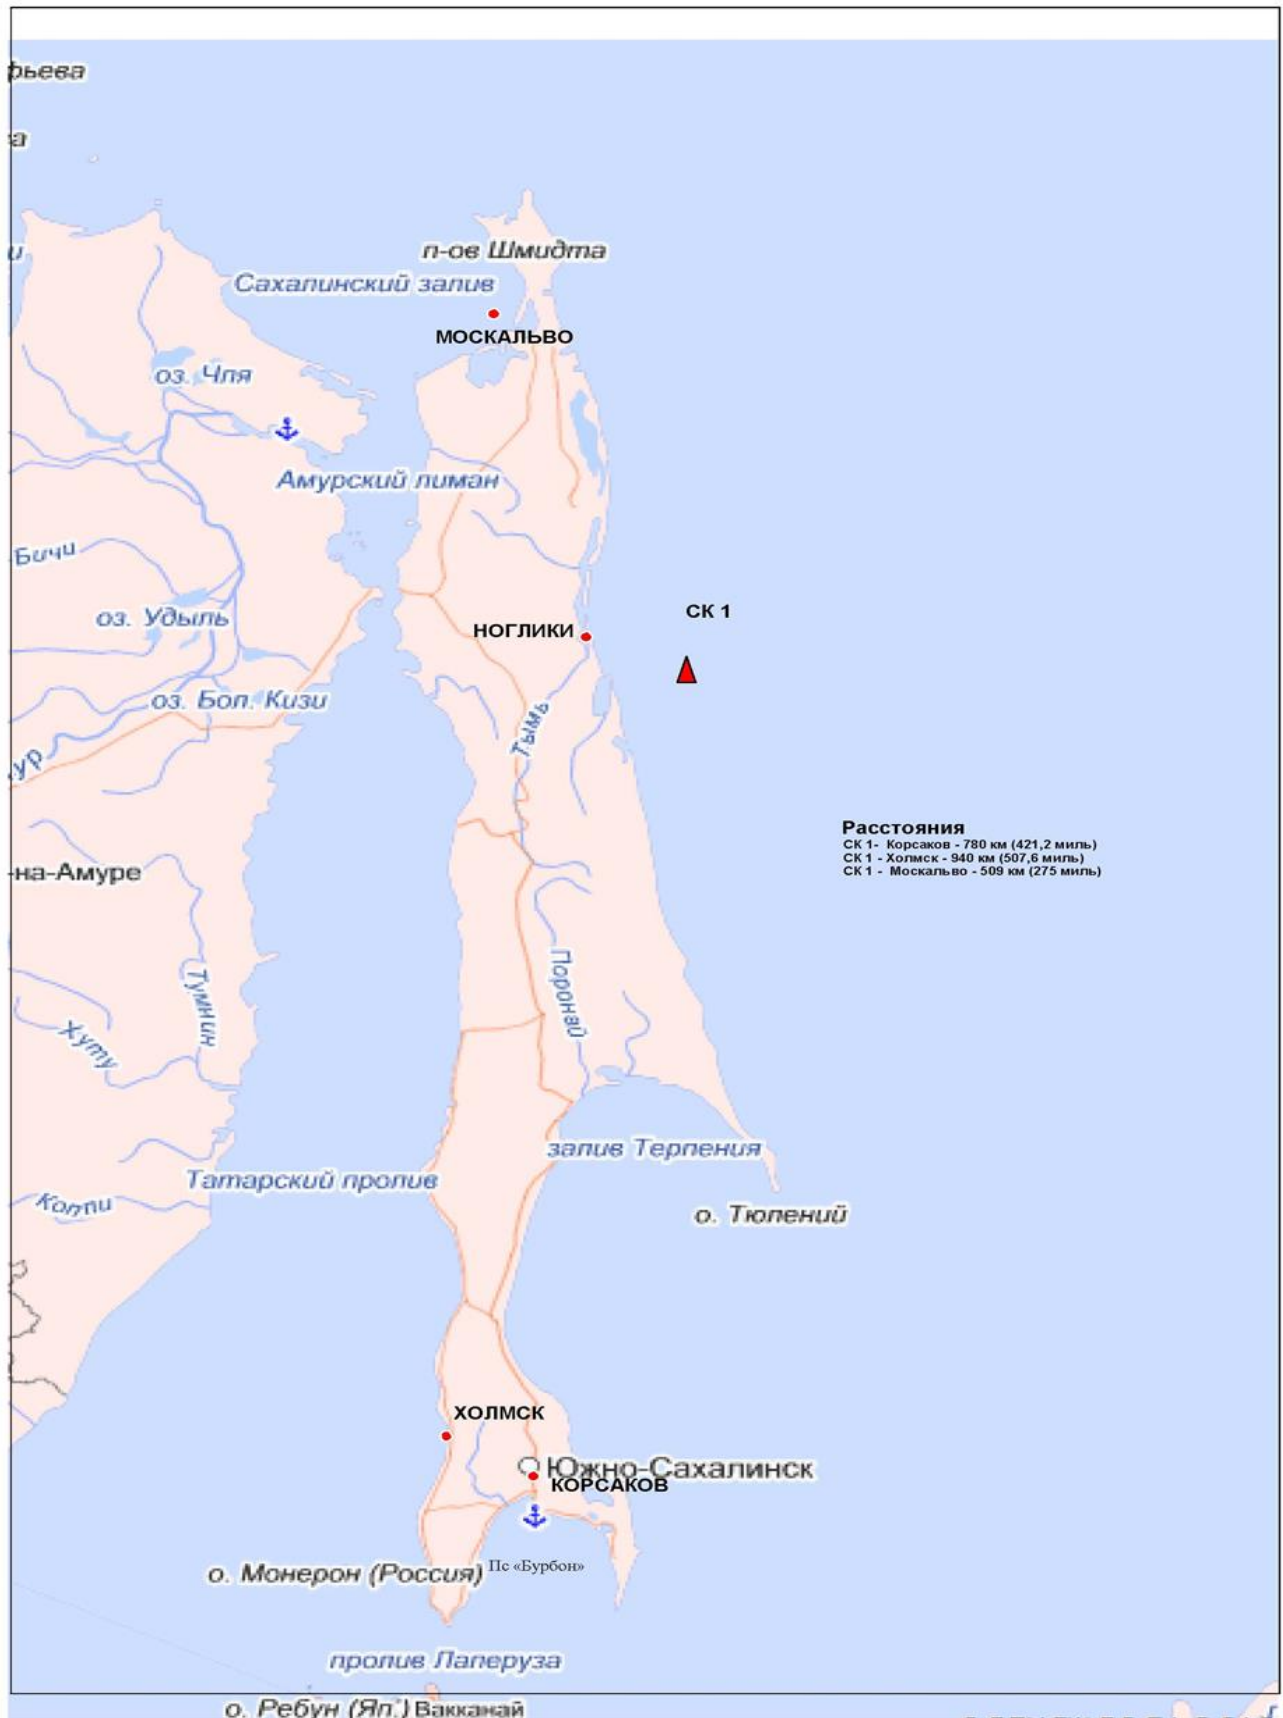 рьева
а
и
п-ов Шмидта
Сахалинский залив
МОСКАЛЬВО
оз. Чля
Амурский лиман
Бичи
СК 1
оз. Удыль
НОГЛИКИ
оз. Бол. Кизи
Тымь
ур
Расстояния
СК 1- Корсаков - 780 км (421,2 миль)
СК 1 - Холмск - 940 км (507,6 миль)
СК 1 - Москальво - 509 км (275 миль)
-на-Амуре
Поронай
Тумнин
Хуту
залив Терпения
Татарский пролив
Коппи
о. Тюлений
ХОЛМСК
Южно-Сахалинск
КОРСАКОВ
Пс «Бурбон»
о. Монерон (Россия)
пролив Лаперуза
о. Ребун (Яп.) Вакканай